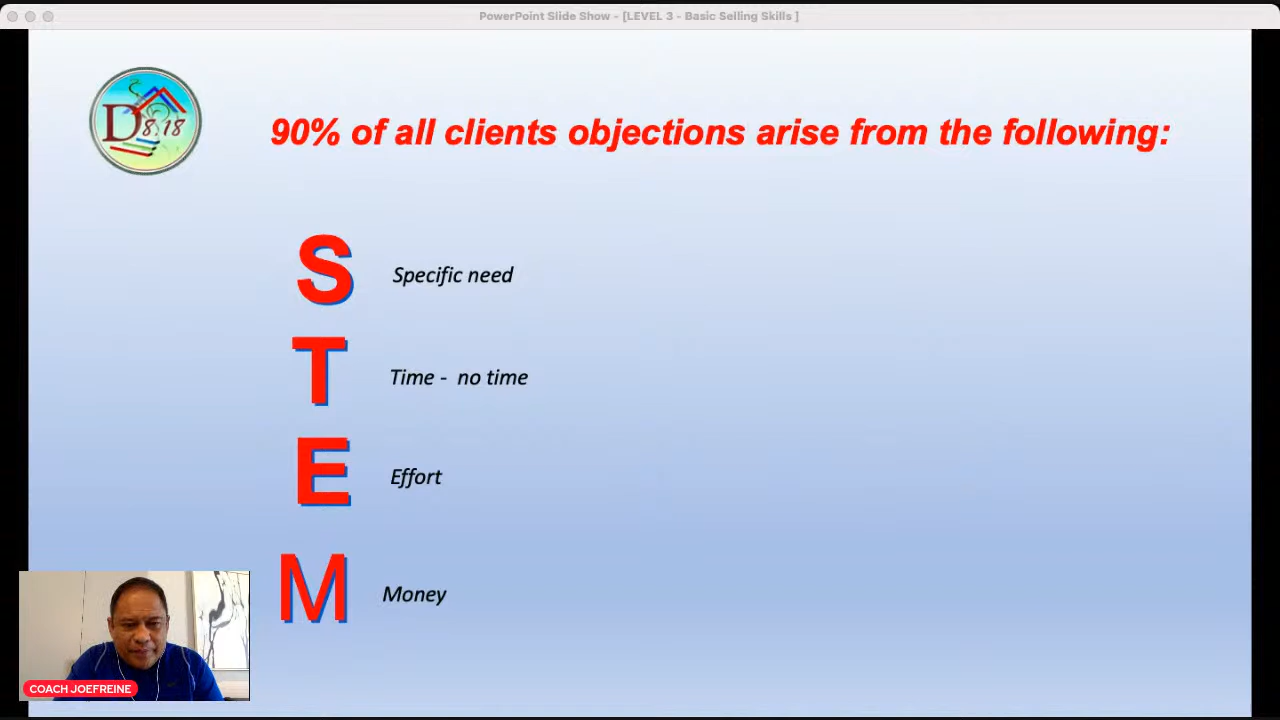 PowerPoint Slide Show - [LEVEL 3 - Basic Selling Skills ]
D8.18
90% of all clients objections arise from the following:
S Specific need
T Time - no time
E Effort
M Money
COACH JOEFREINE